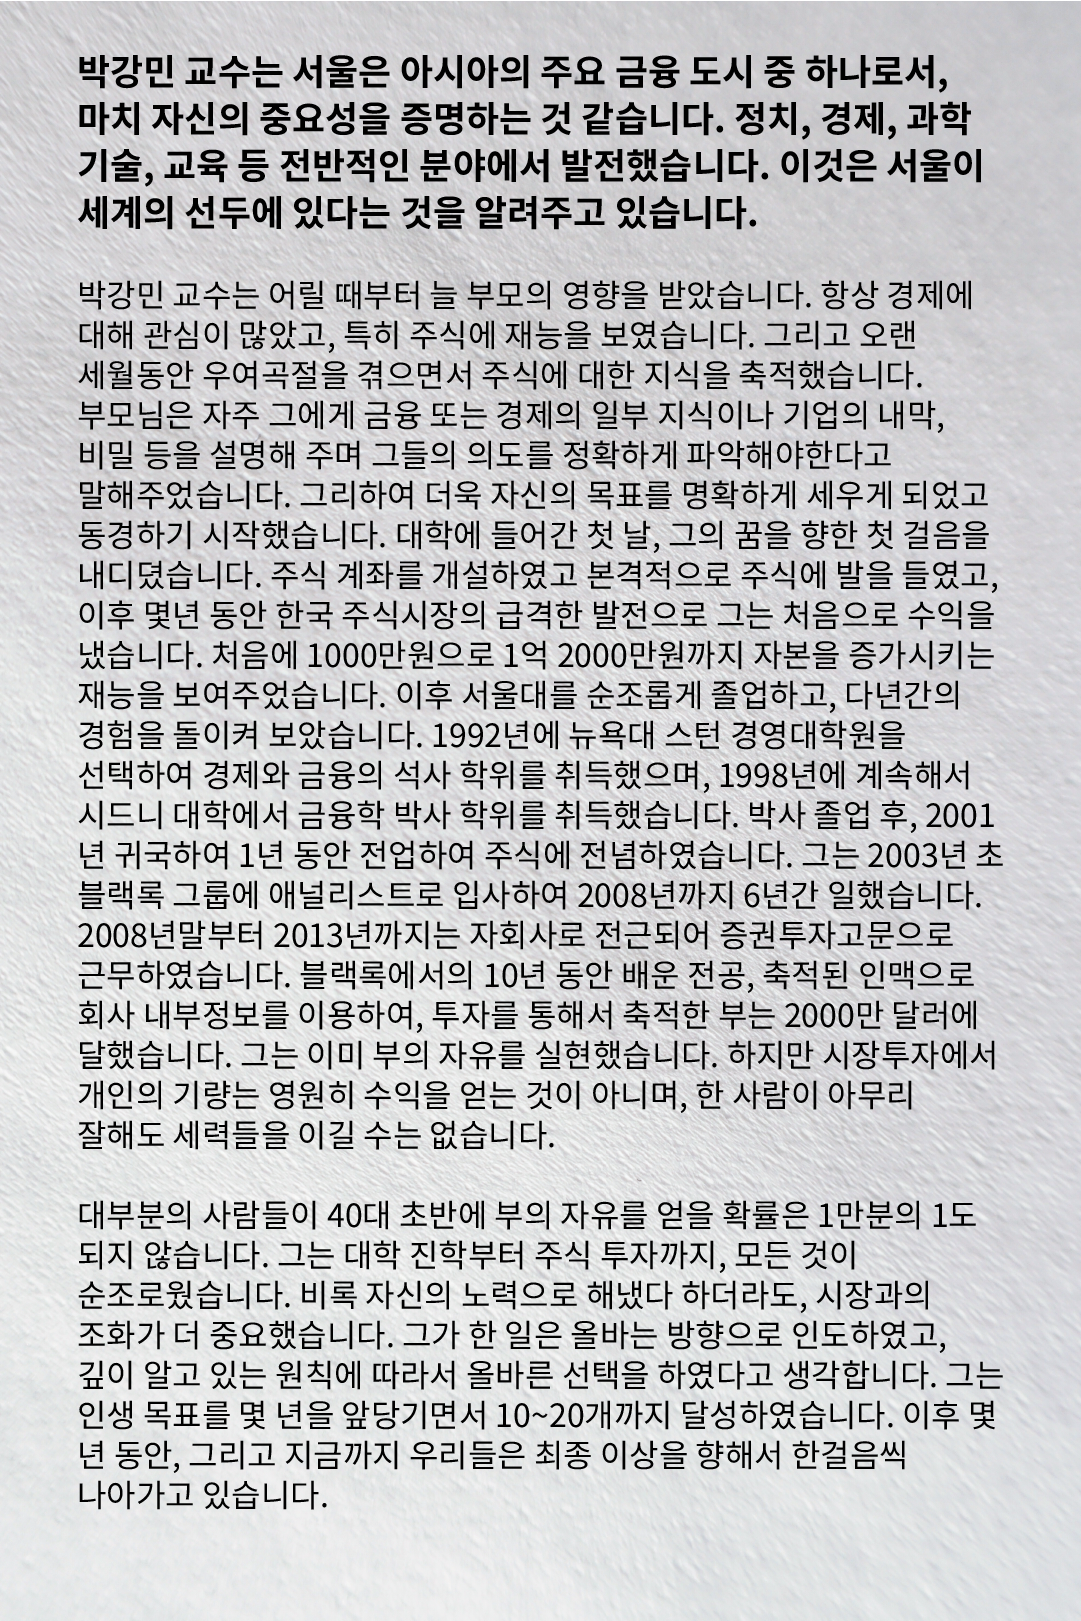 박강민 교수는 서울은 아시아의 주요 금융 도시 중 하나로서,
마치 자신의 중요성을 증명하는 것 같습니다. 정치, 경제, 과학
기술, 교육 등 전반적인 분야에서 발전했습니다. 이것은 서울이
세계의 선두에 있다는 것을 알려주고 있습니다.
박강민 교수는 어릴 때부터 늘 부모의 영향을 받았습니다. 항상 경제에
대해 관심이 많았고, 특히 주식에 재능을 보였습니다. 그리고 오랜
세월동안 우여곡절을 겪으면서 주식에 대한 지식을 축적했습니다.
부모님은 자주 그에게 금융 또는 경제의 일부 지식이나 기업의 내막,
비밀 등을 설명해 주며 그들의 의도를 정확하게 파악해야한다고
말해주었습니다. 그리하여 더욱 자신의 목표를 명확하게 세우게 되었고
동경하기 시작했습니다. 대학에 들어간 첫 날, 그의 꿈을 향한 첫 걸음을
내디뎠습니다. 주식 계좌를 개설하였고 본격적으로 주식에 발을 들였고,
이후 몇년 동안 한국 주식시장의 급격한 발전으로 그는 처음으로 수익을
냈습니다. 처음에 1000만원으로 1억 2000만원까지 자본을 증가시키는
재능을 보여주었습니다. 이후 서울대를 순조롭게 졸업하고, 다년간의
경험을 돌이켜 보았습니다. 1992년에 뉴욕대 스턴 경영대학원을
선택하여 경제와 금융의 석사 학위를 취득했으며, 1998년에 계속해서
시드니 대학에서 금융학 박사 학위를 취득했습니다. 박사 졸업 후, 2001
년 귀국하여 1년 동안 전업하여 주식에 전념하였습니다. 그는 2003년 초
블랙록 그룹에 애널리스트로 입사하여 2008년까지 6년간 일했습니다.
2008년말부터 2013년까지는 자회사로 전근되어 증권투자고문으로
근무하였습니다. 블랙록에서의 10년 동안 배운 전공, 축적된 인맥으로
회사 내부정보를 이용하여, 투자를 통해서 축적한 부는 2000만 달러에
달했습니다. 그는 이미 부의 자유를 실현했습니다. 하지만 시장투자에서
개인의 기량는 영원히 수익을 얻는 것이 아니며, 한 사람이 아무리
잘해도 세력들을 이길 수는 없습니다.
대부분의 사람들이 40대 초반에 부의 자유를 얻을 확률은 1만분의 1도
되지 않습니다. 그는 대학 진학부터 주식 투자까지, 모든 것이
순조로웠습니다. 비록 자신의 노력으로 해냈다 하더라도, 시장과의
조화가 더 중요했습니다. 그가 한 일은 올바는 방향으로 인도하였고,
깊이 알고 있는 원칙에 따라서 올바른 선택을 하였다고 생각합니다. 그는
인생 목표를 몇 년을 앞당기면서 10~20개까지 달성하였습니다. 이후 몇
년 동안, 그리고 지금까지 우리들은 최종 이상을 향해서 한걸음씩
나아가고 있습니다.